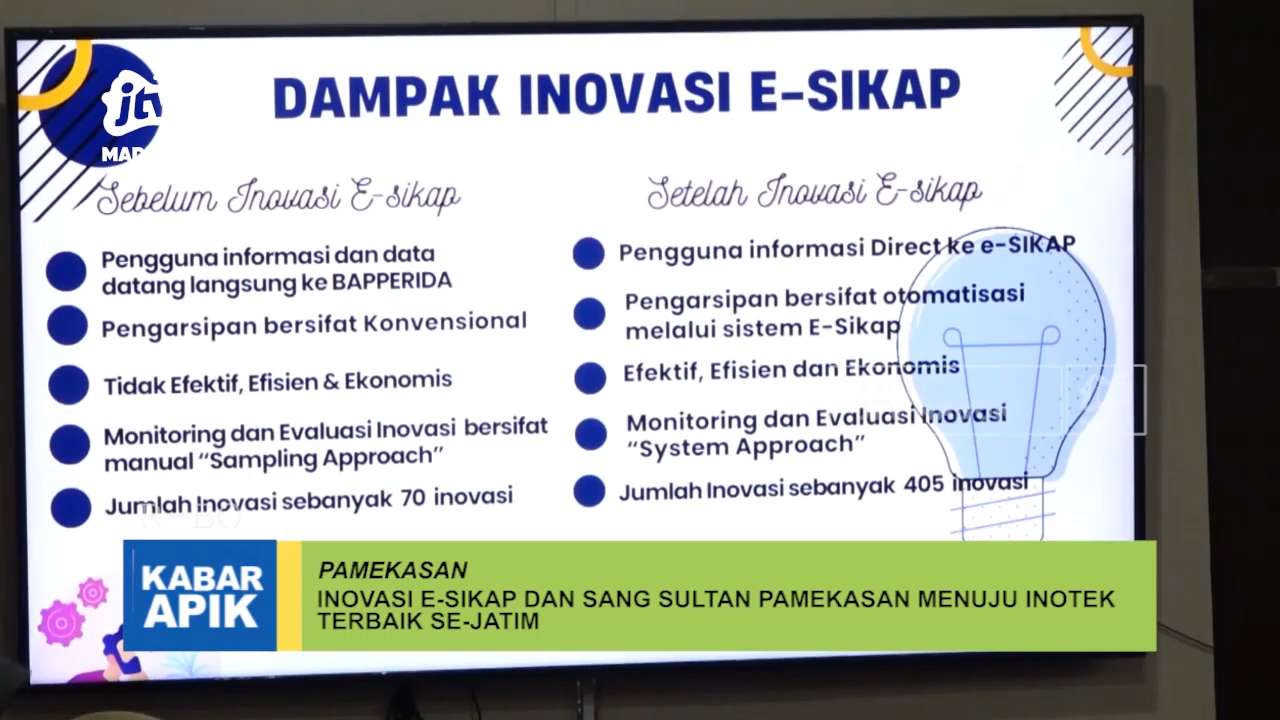 DAMPAK INOVASI E-SIKAP
jtv
Sebelum Inovasi E-sikap
Pengguna informasi dan data
datang langsung ke BAPPERIDA
Pengarsipan bersifat Konvensional
Tidak Efektif, Efisien & Ekonomis
Monitoring dan Evaluasi Inovasi bersifat
manual “Sampling Approach”
Jumlah Inovasi sebanyak 70 inovasi
Setelah Inovasi E-sikap
Pengguna informasi Direct ke e-SIKAP
Pengarsipan bersifat otomatisasi
melalui sistem E-Sikap
Efektif, Efisien dan Ekonomis
Monitoring dan Evaluasi Inovasi
“System Approach”
Jumlah Inovasi sebanyak 405 inovasi
KABAR
APIK
PAMEKASAN
INOVASI E-SIKAP DAN SANG SULTAN PAMEKASAN MENUJU INOTEK
TERBAIK SE-JATIM